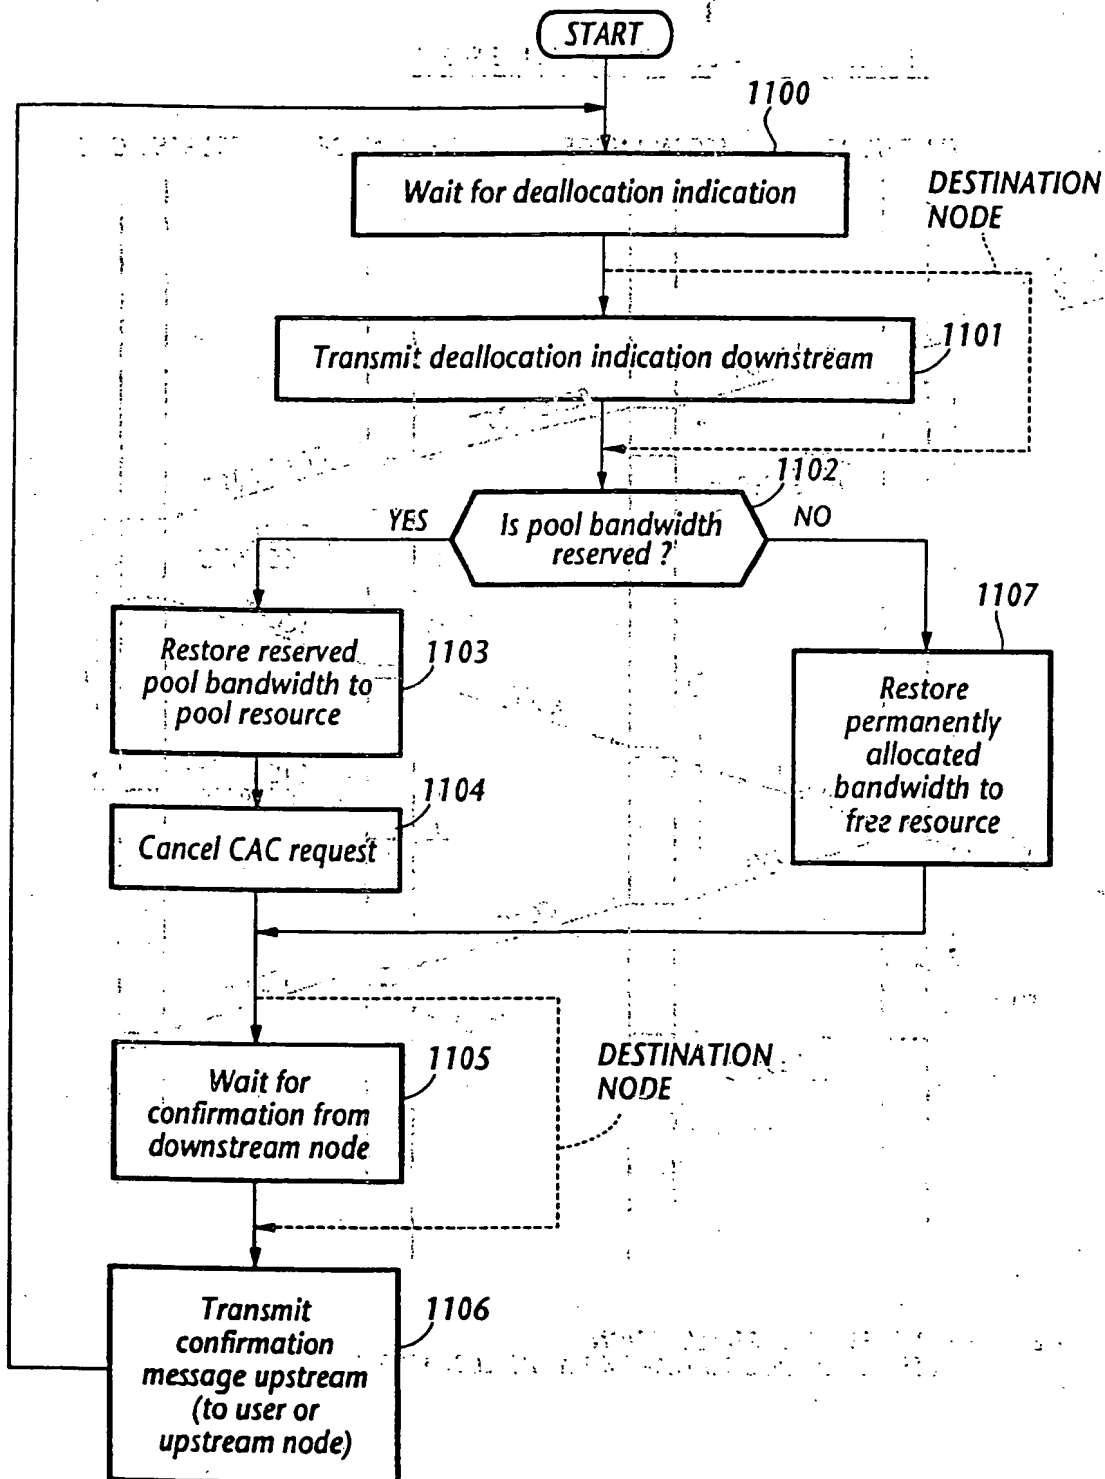 START
1100
Wait for deallocation indication
DESTINATION
NODE
Transmit deallocation indication downstream
1101
1102
YES
Is pool bandwidth
reserved ?
NO
1107
Restore reserved
pool bandwidth to
pool resource
1103
Restore
permanently
allocated
bandwidth to
free resource
1104
Cancel CAC request
1105
Wait for
confirmation from
downstream node
DESTINATION
NODE
1106
Transmit
confirmation
message upstream
(to user or
upstream node)